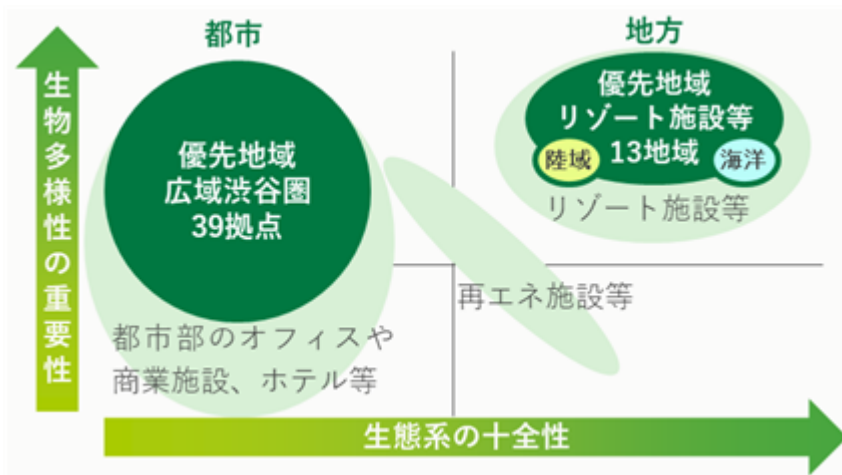 都市
地方
生物多様性の重要性
優先地域
広域渋谷圏
39拠点
優先地域
リゾート施設等
13地域
陸域
海洋
リゾート施設等
再エネ施設等
都市部のオフィスや
商業施設、ホテル等
生態系の十全性